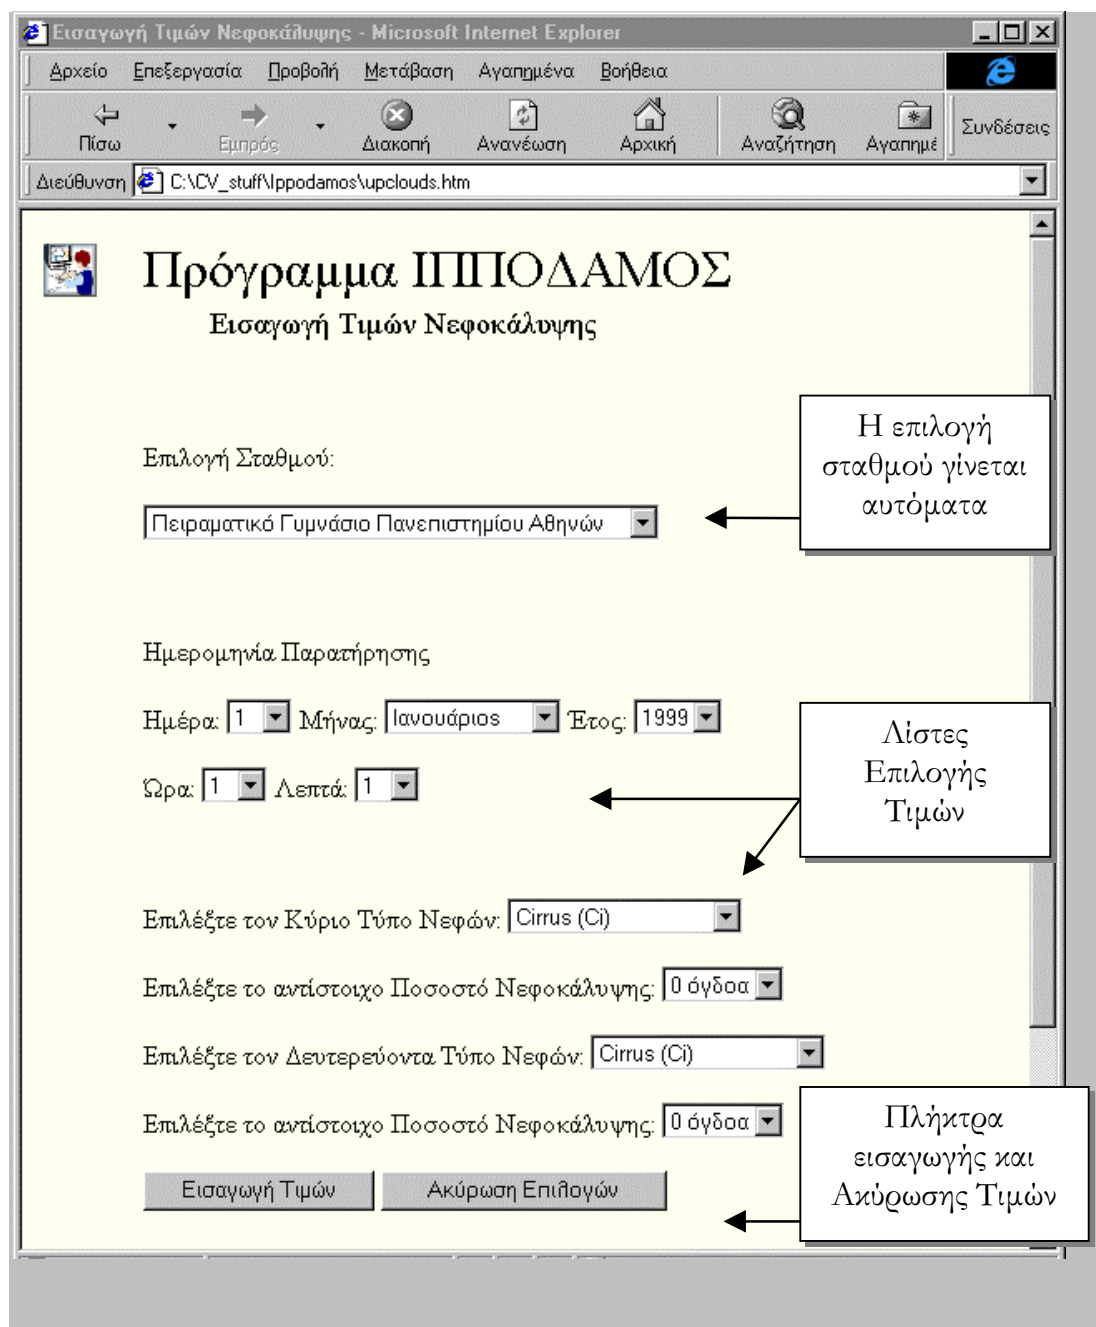 Εισαγωγή Τιμών Νεφοκάλυψης - Microsoft Internet Explorer
Αρχείο Επεξεργασία Προβολή Μετάβαση Αγαπημένα Βοήθεια
Πίσω Εμπρός Διακοπή Ανανέωση Αρχική Αναζήτηση Αγαπημέ Συνδέσεις
Διεύθυνση C:\CV_stuff\Ippodamos\upclouds.htm
Πρόγραμμα ΙΠΠΟΔΑΜΟΣ
Εισαγωγή Τιμών Νεφοκάλυψης
Η επιλογή
σταθμού γίνεται
αυτόματα
Επιλογή Σταθμού:
Πειραματικό Γυμνάσιο Πανεπιστημίου Αθηνών
Ημερομηνία Παρατήρησης
Ημέρα: 1 Μήνας: Ιανουάριος Έτος: 1999
Ώρα: 1 Λεπτά: 1
Λίστες
Επιλογής
Τιμών
Επιλέξτε τον Κύριο Τύπο Νεφών: Cirrus (Ci)
Επιλέξτε το αντίστοιχο Ποσοστό Νεφοκάλυψης: 0 όγδοα
Επιλέξτε τον Δευτερεύοντα Τύπο Νεφών: Cirrus (Ci)
Επιλέξτε το αντίστοιχο Ποσοστό Νεφοκάλυψης: 0 όγδοα
Εισαγωγή Τιμών Ακύρωση Επιλογών
Πλήκτρα
εισαγωγής και
Ακύρωσης Τιμών